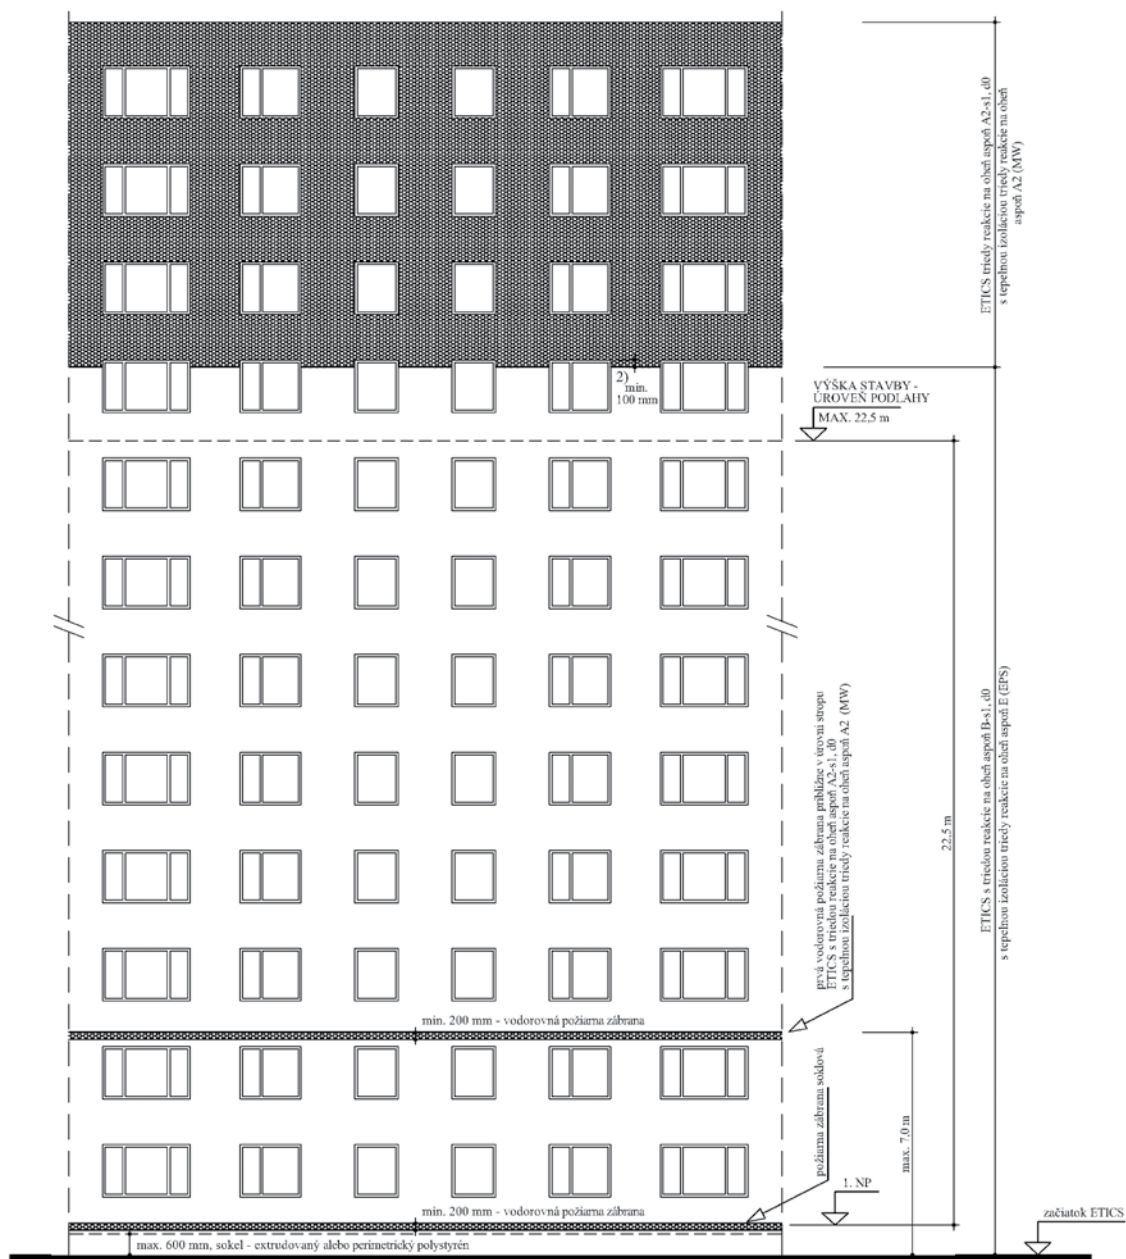 ETICS triedy reakcie na oheň aspoň A2-s1, d0
s tepelnou izoláciou triedy reakcie na oheň
aspoň A2 (MW)
2)
min.
100 mm
VÝŠKA STAVBY -
ÚROVEŇ PODLAHY
MAX. 22,5 m
prvá vodorovná požiarna zábrana približne v úrovni stropu
ETICS s triedou reakcie na oheň aspoň A2-s1, d0
s tepelnou izoláciou triedy reakcie na oheň aspoň A2 (MW)
22,5 m
ETICS s triedou reakcie na oheň aspoň B-s1, d0
s tepelnou izoláciou triedy reakcie na oheň aspoň E (EPS)
min. 200 mm - vodorovná požiarna zábrana
požiarna zábrana soklová
max. 7,0 m
1. NP
min. 200 mm - vodorovná požiarna zábrana
začiatok ETICS
max. 600 mm, sokel - extrudovaný alebo perimetrický polystyrén